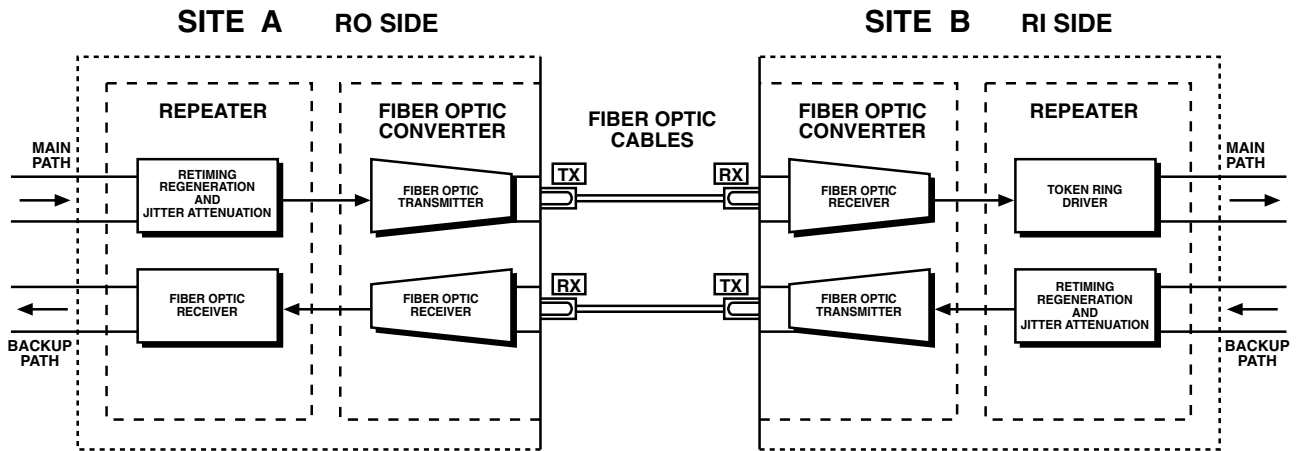 SITE A RO SIDE
SITE B RI SIDE
REPEATER
FIBER OPTIC
CONVERTER
FIBER OPTIC
CABLES
FIBER OPTIC
CONVERTER
REPEATER
MAIN
PATH
RETIMING
REGENERATION
AND
JITTER ATTENUATION
FIBER OPTIC
TRANSMITTER
TX
RX
FIBER OPTIC
RECEIVER
TOKEN RING
DRIVER
MAIN
PATH
BACKUP
PATH
FIBER OPTIC
RECEIVER
FIBER OPTIC
RECEIVER
RX
TX
FIBER OPTIC
TRANSMITTER
RETIMING
REGENERATION
AND
JITTER ATTENUATION
BACKUP
PATH